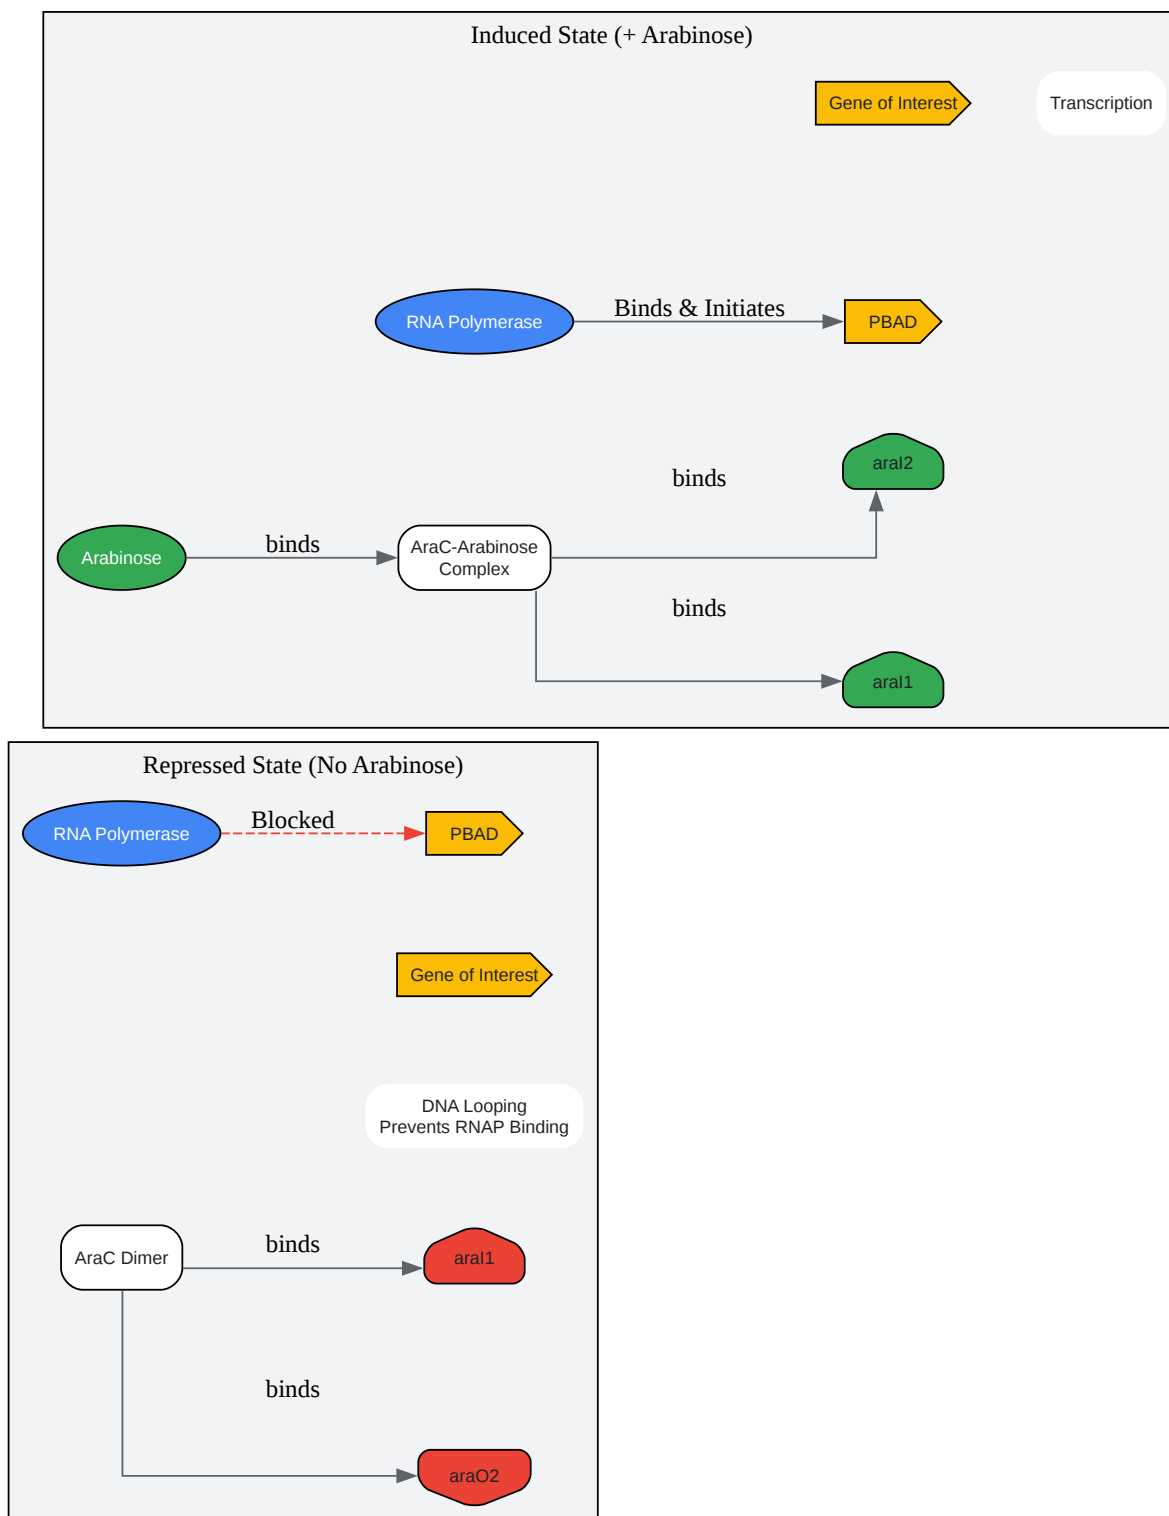 Induced State (+ Arabinose)
Gene of Interest
Transcription
RNA Polymerase
Binds & Initiates
PBAD
araI2
binds
Arabinose
binds
AraC-Arabinose
Complex
binds
araI1
Repressed State (No Arabinose)
RNA Polymerase
Blocked
PBAD
Gene of Interest
DNA Looping
Prevents RNAP Binding
AraC Dimer
binds
araI1
binds
araO2